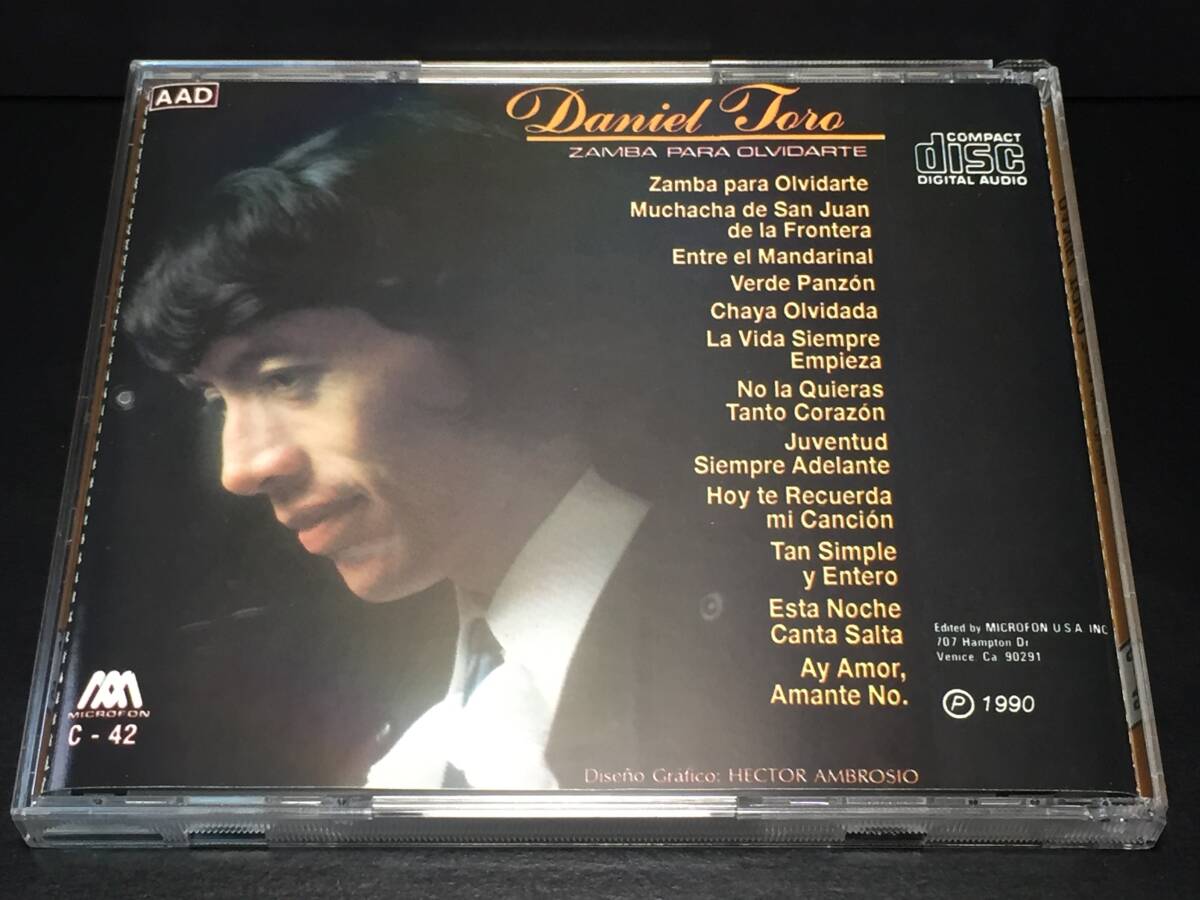 AAD
Daniel Toro
ZAMBA PARA OLVIDARTE
COMPACT
disc
DIGITAL AUDIO
Zamba para Olvidarte
Muchacha de San Juan
de la Frontera
Entre el Mandarinal
Verde Panzón
Chaya Olvidada
La Vida Siempre
Empieza
No la Quieras
Tanto Corazón
Juventud
Siempre Adelante
Hoy te Recuerda
mi Canción
Tan Simple
y Entero
Esta Noche
Canta Salta
Ay Amor,
Amante No.
Edited by MICROFON U.S.A. INC
707 Hampton Dr
Venice. Ca. 90291
℗ 1990
MICROFON
C - 42
Diseño Gráfico: HECTOR AMBROSIO